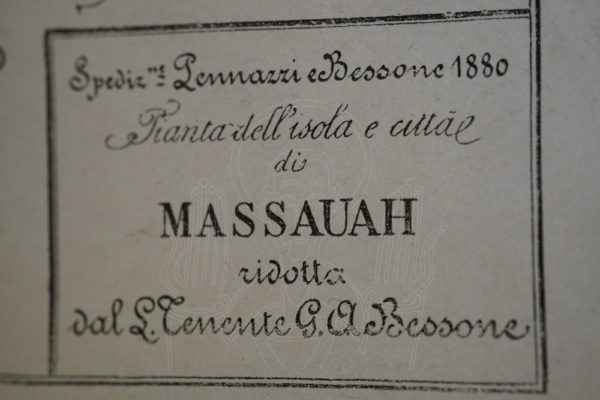 Spediz.ne Pennazzi e Bessone 1880
Pianta dell'isola e città
di
MASSAUAH
ridotta
dal L. Tenente G. A. Bessone